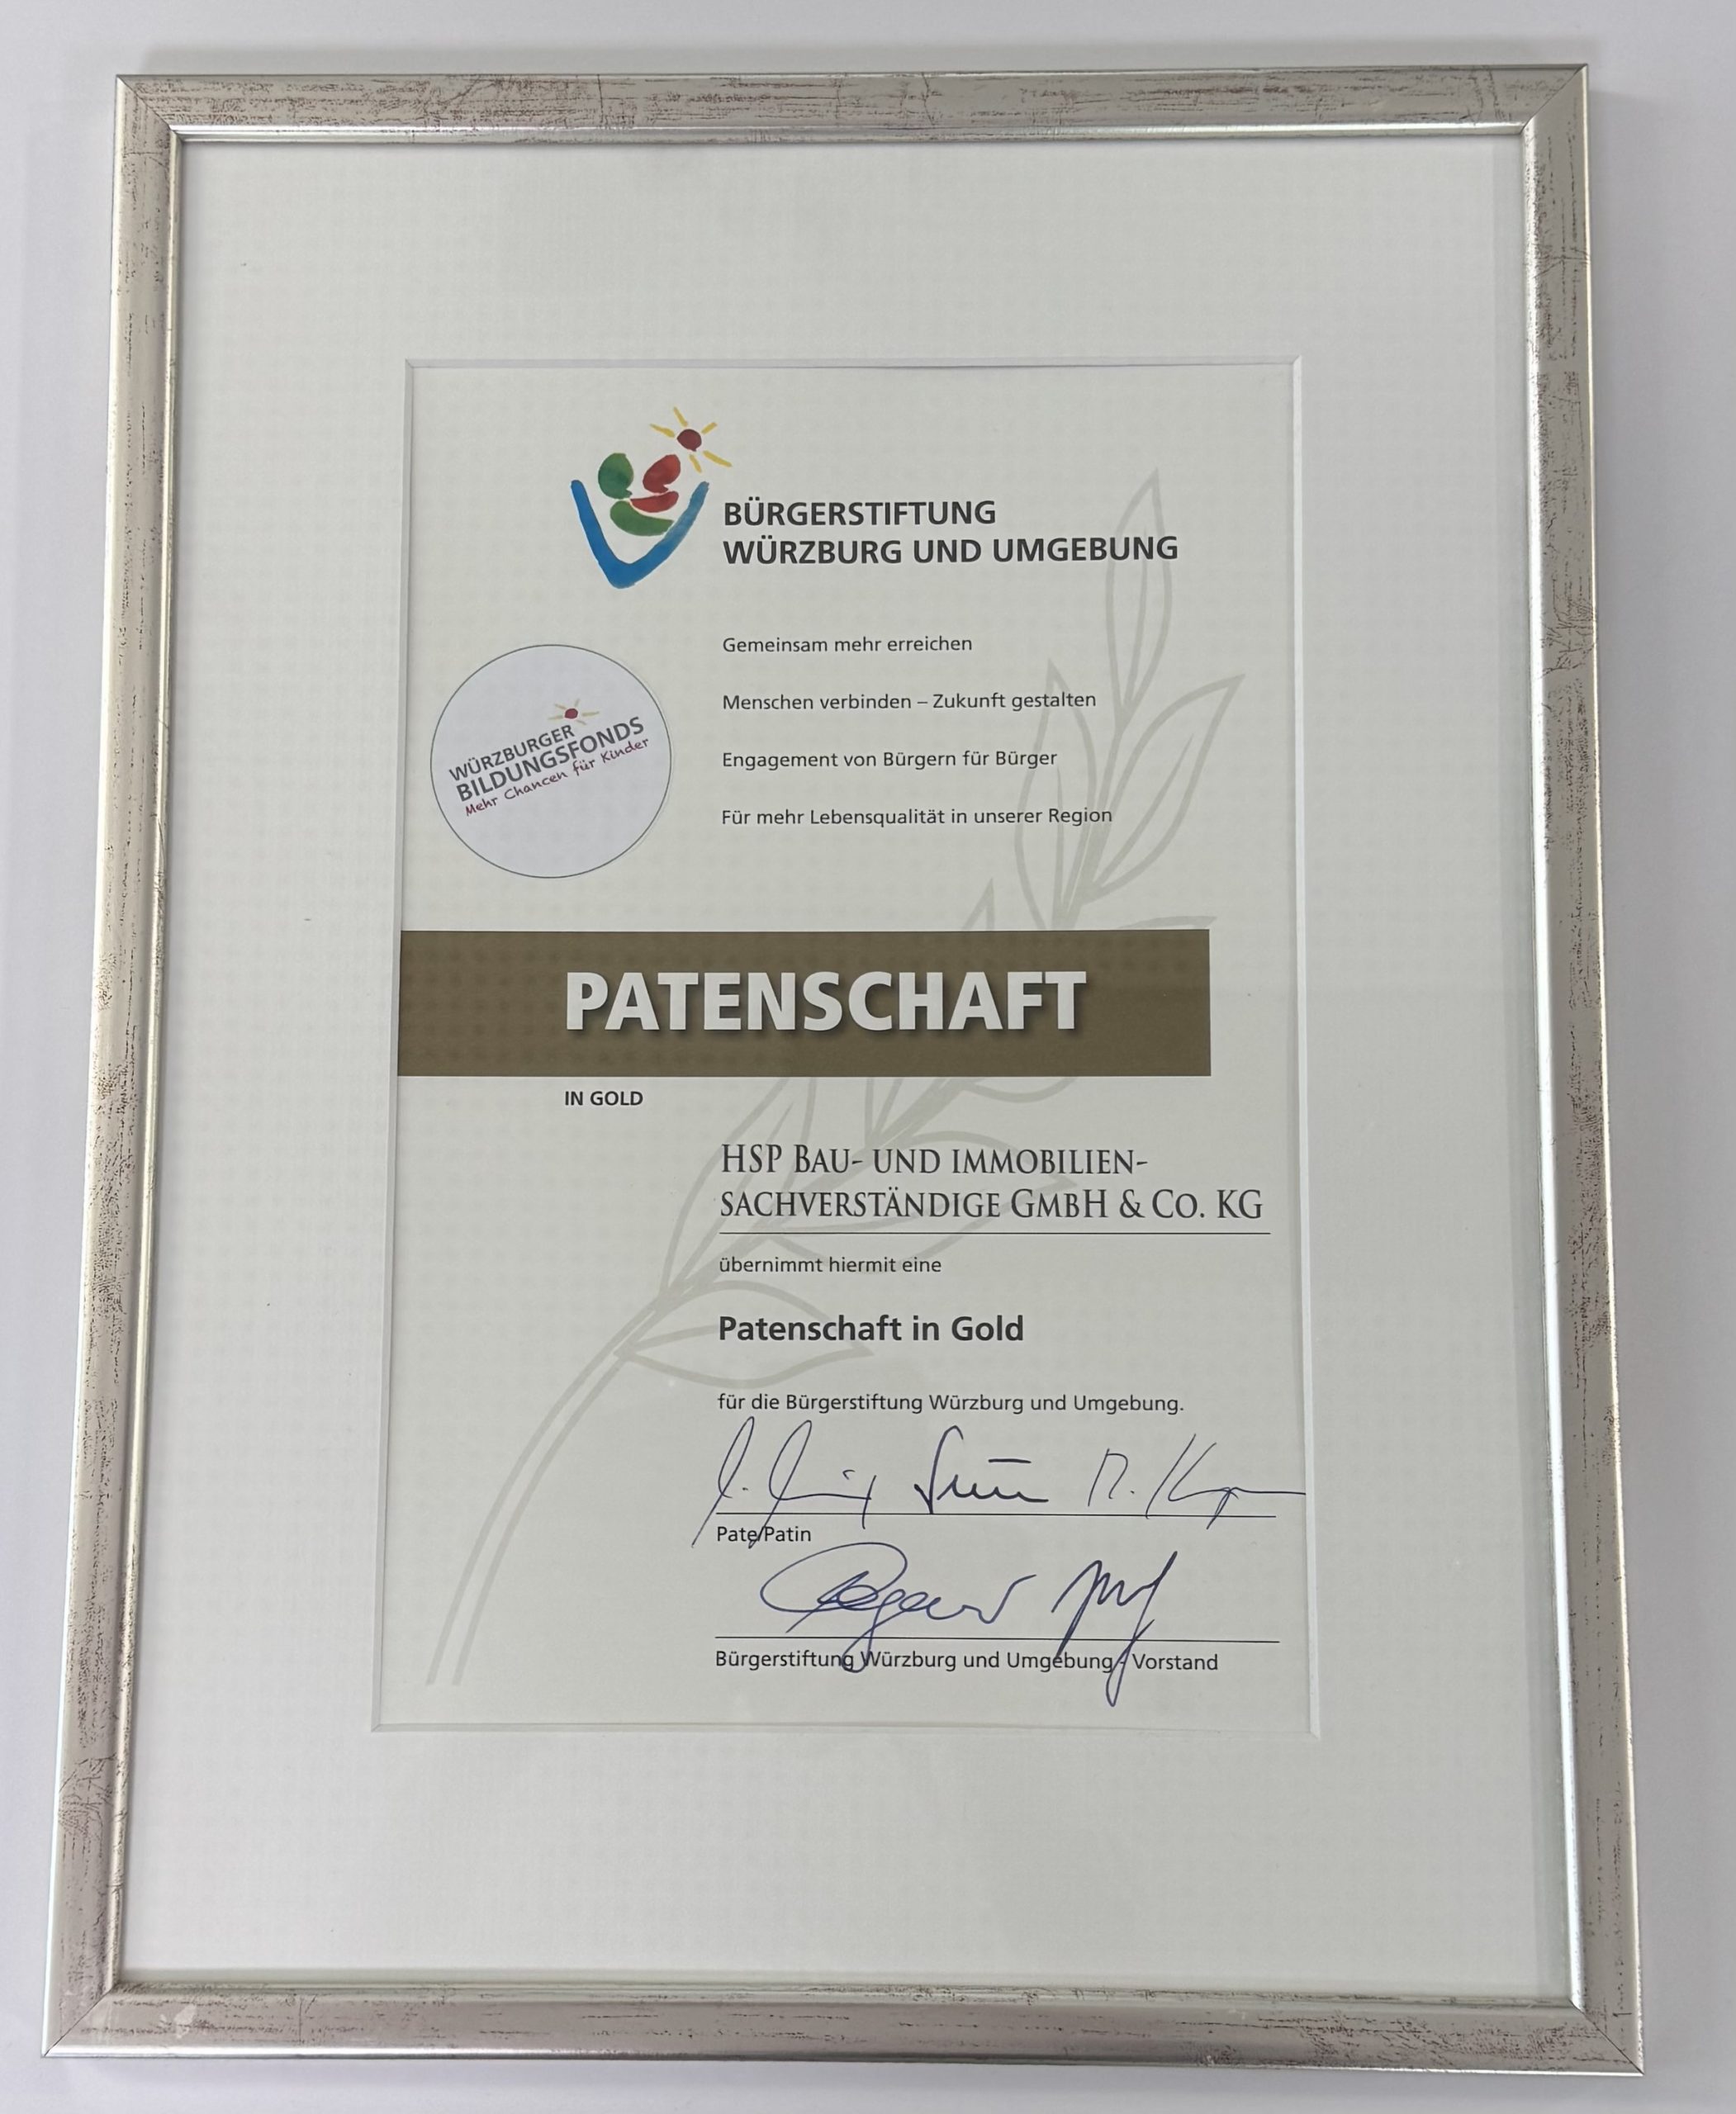 BÜRGERSTIFTUNG
WÜRZBURG UND UMGEBUNG
Gemeinsam mehr erreichen
Menschen verbinden – Zukunft gestalten
Engagement von Bürgern für Bürger
Für mehr Lebensqualität in unserer Region
WÜRZBURGER
BILDUNGSFONDS
Mehr Chancen für Kinder
PATENSCHAFT
IN GOLD
HSP BAU- UND IMMOBILIEN-
SACHVERSTÄNDIGE GMBH & CO. KG
übernimmt hiermit eine
Patenschaft in Gold
für die Bürgerstiftung Würzburg und Umgebung.
Pate/Patin
Bürgerstiftung Würzburg und Umgebung - Vorstand